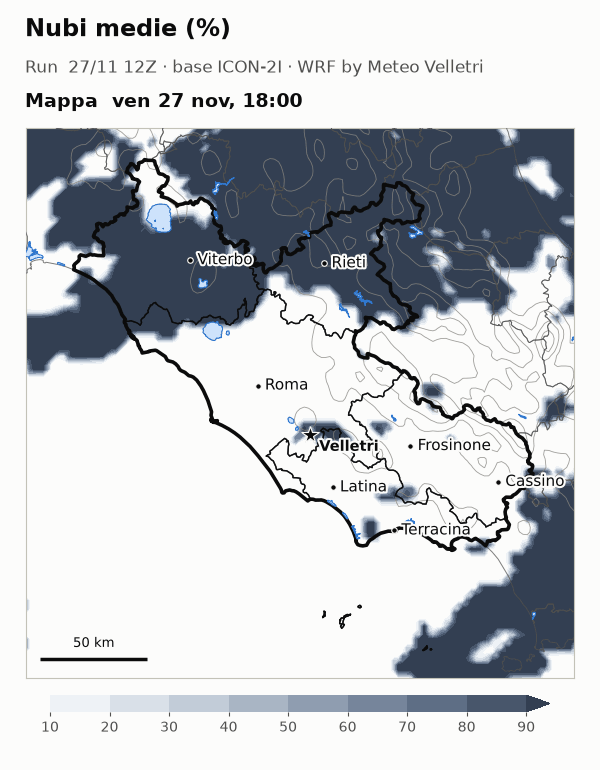 Nubi medie (%)
Run 27/11 12Z · base ICON-2I · WRF by Meteo Velletri
Mappa ven 27 nov, 18:00
Viterbo
Rieti
Roma
Velletri
Frosinone
Latina
Cassino
Terracina
50 km
10 20 30 40 50 60 70 80 90